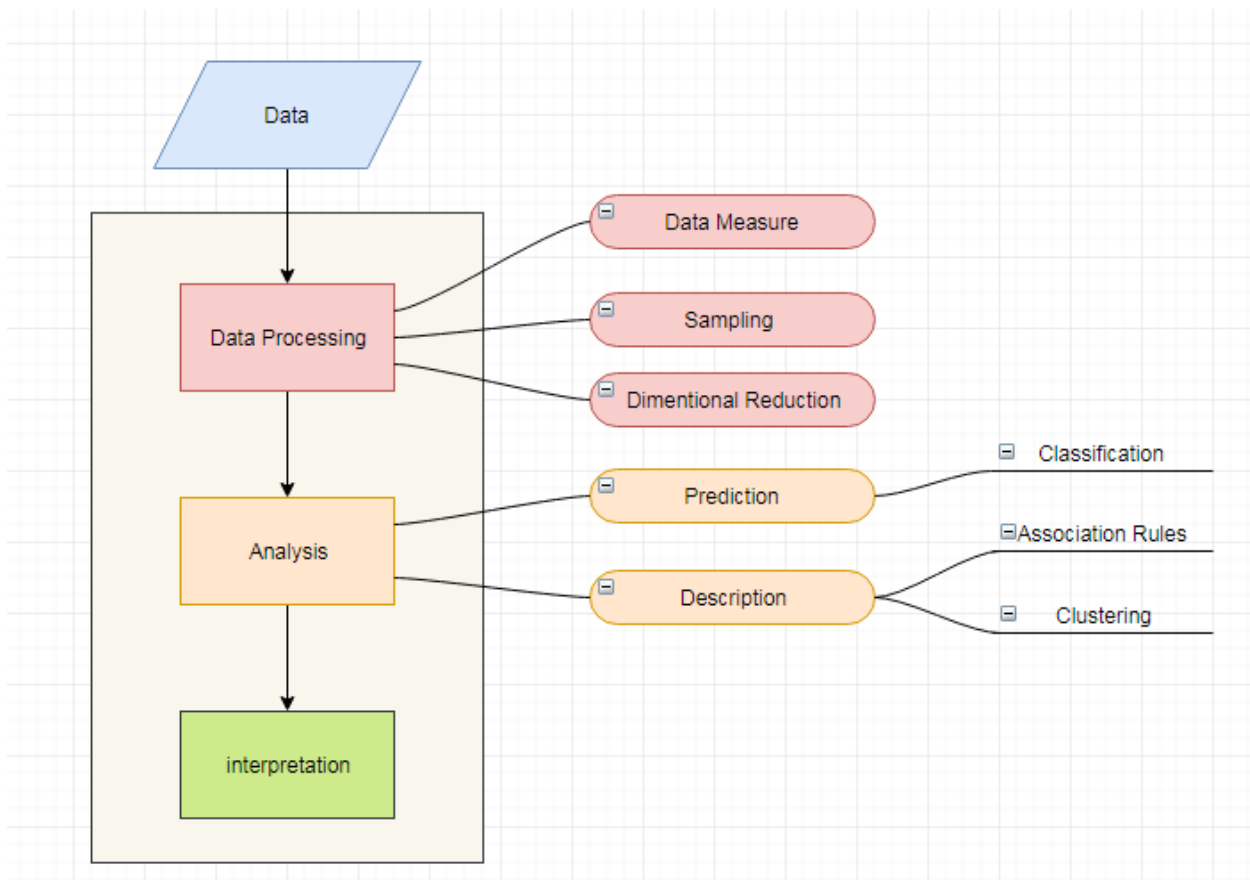 Data
Data Measure
Data Processing
Sampling
Dimentional Reduction
Classification
Prediction
Association Rules
Analysis
Description
Clustering
interpretation